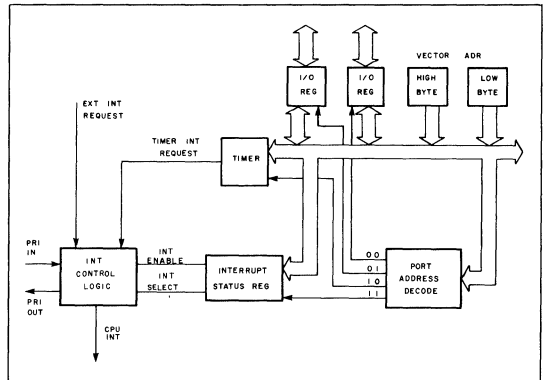 VECTOR ADR
I/O
REG
I/O
REG
HIGH
BYTE
LOW
BYTE
EXT INT
REQUEST
TIMER INT
REQUEST
TIMER
PRI
IN
INT
CONTROL
LOGIC
INT
ENABLE
INT
SELECT
INTERRUPT
STATUS REG
00
01
10
11
PORT
ADDRESS
DECODE
PRI
OUT
CPU
INT